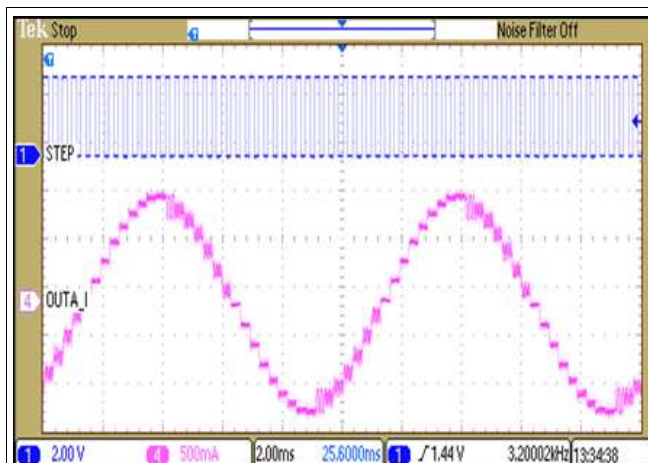 Tek Stop
Noise Filter Off
1 STEP
4 OUTA_I
1 2.00 V 4 500mA 2.00ms 25.6000ms 1 1.44 V 3.20002kHz 13:34:38